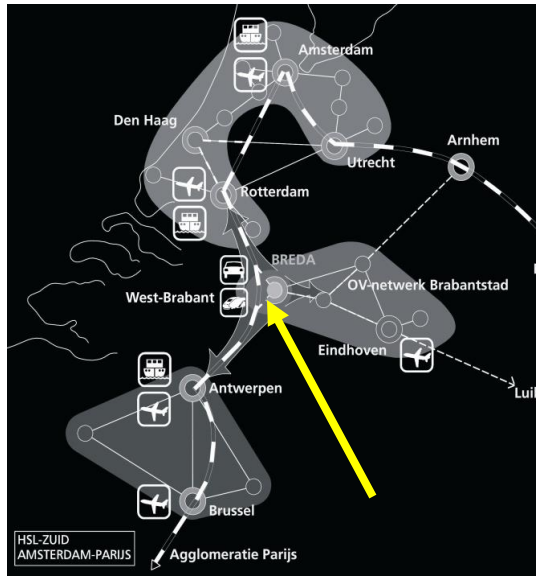 Amsterdam
Den Haag
Utrecht
Arnhem
Rotterdam
BREDA
OV-netwerk Brabantstad
West-Brabant
Eindhoven
Luik
Antwerpen
Brussel
HSL-ZUID
AMSTERDAM-PARIJS
Agglomeratie Parijs